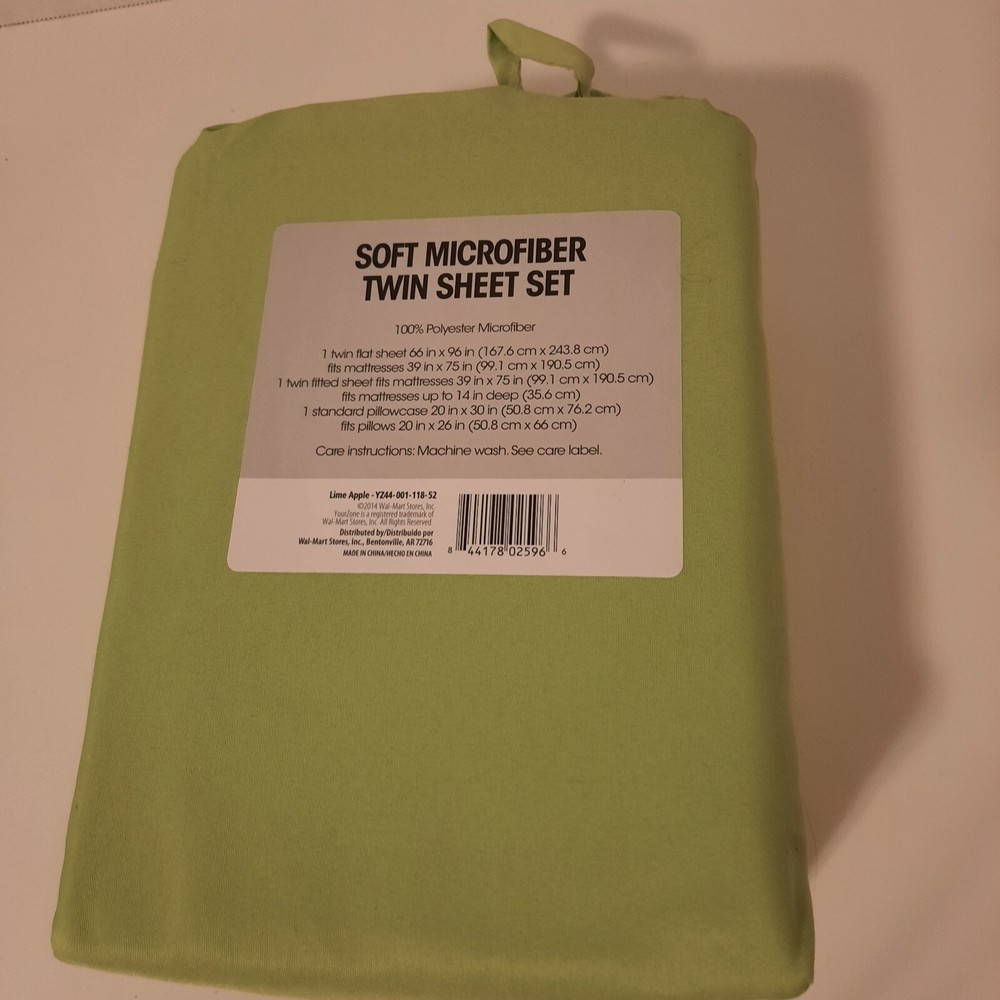 SOFT MICROFIBER
TWIN SHEET SET
100% Polyester Microfiber
1 twin flat sheet 66 in x 96 in (167.6 cm x 243.8 cm)
fits mattresses 39 in x 75 in (99.1 cm x 190.5 cm)
1 twin fitted sheet fits mattresses 39 in x 75 in (99.1 cm x 190.5 cm)
fits mattresses up to 14 in deep (35.6 cm)
1 standard pillowcase 20 in x 30 in (50.8 cm x 76.2 cm)
fits pillows 20 in x 26 in (50.8 cm x 66 cm)
Care instructions: Machine wash. See care label.
Lime Apple - YZ44-001-118-52
©2014 Wal-Mart Stores, Inc.
YourZone is a registered trademark of
Wal-Mart Stores, Inc. All Rights Reserved.
Distributed by/Distribuido por
Wal-Mart Stores, Inc., Bentonville, AR 72716
MADE IN CHINA/HECHO EN CHINA
8 44178 02596 6